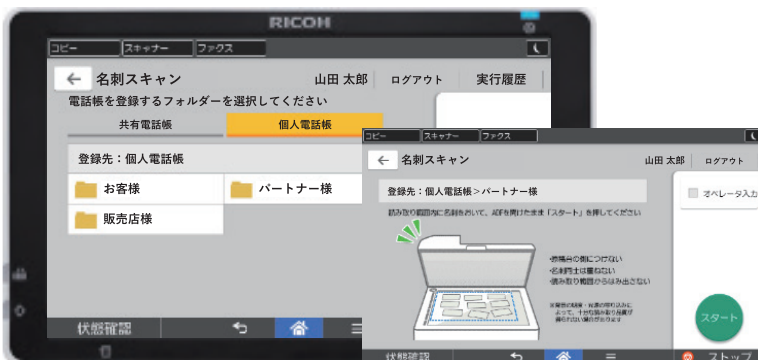 RICOH
コピー スキャナー ファクス
← 名刺スキャン 山田 太郎 ログアウト 実行履歴
電話帳を登録するフォルダーを選択してください
共有電話帳 個人電話帳
登録先：個人電話帳
お客様 パートナー様
販売店様
状態確認
コピー スキャナー ファクス
← 名刺スキャン 山田 太郎 ログアウト
登録先：個人電話帳＞パートナー様
オペレータ入力
読み取り範囲内に名刺をおいて、ADFを開けたまま「スタート」を押してください
・原稿台の側につけない
・名刺同士は重ねない
・読み取り範囲からはみ出さない
スタート
状態確認 ストップ